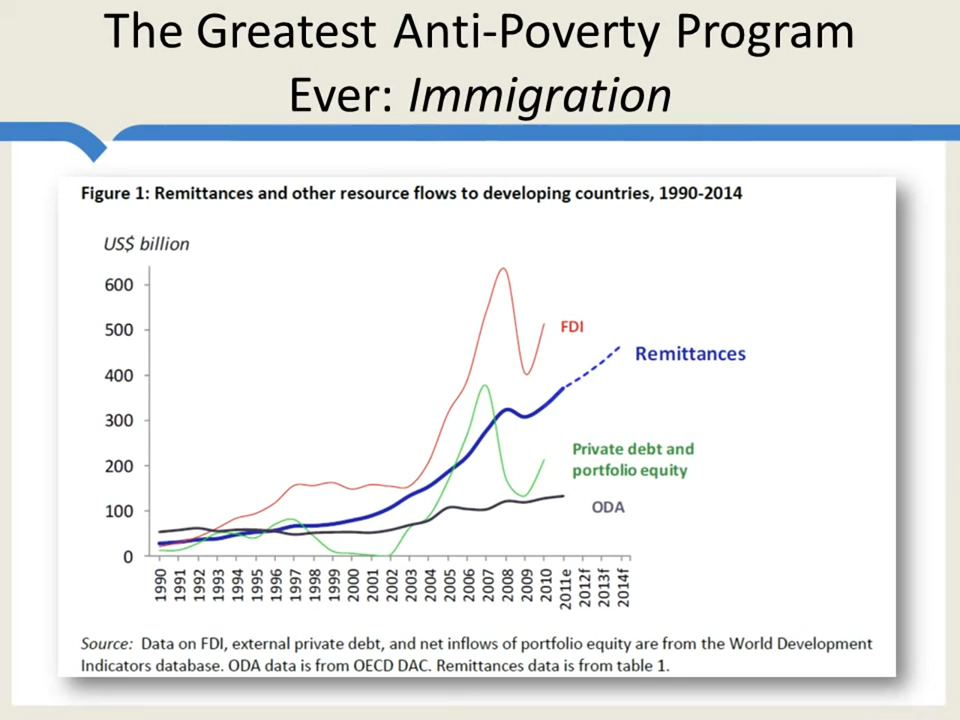 The Greatest Anti-Poverty Program
Ever: Immigration
Figure 1: Remittances and other resource flows to developing countries, 1990-2014
US$ billion
600
500
400
300
200
100
0
FDI
Remittances
Private debt and
portfolio equity
ODA
1990
1991
1992
1993
1994
1995
1996
1997
1998
1999
2000
2001
2002
2003
2004
2005
2006
2007
2008
2009
2010
2011e
2012f
2013f
2014f
Source: Data on FDI, external private debt, and net inflows of portfolio equity are from the World Development
Indicators database. ODA data is from OECD DAC. Remittances data is from table 1.